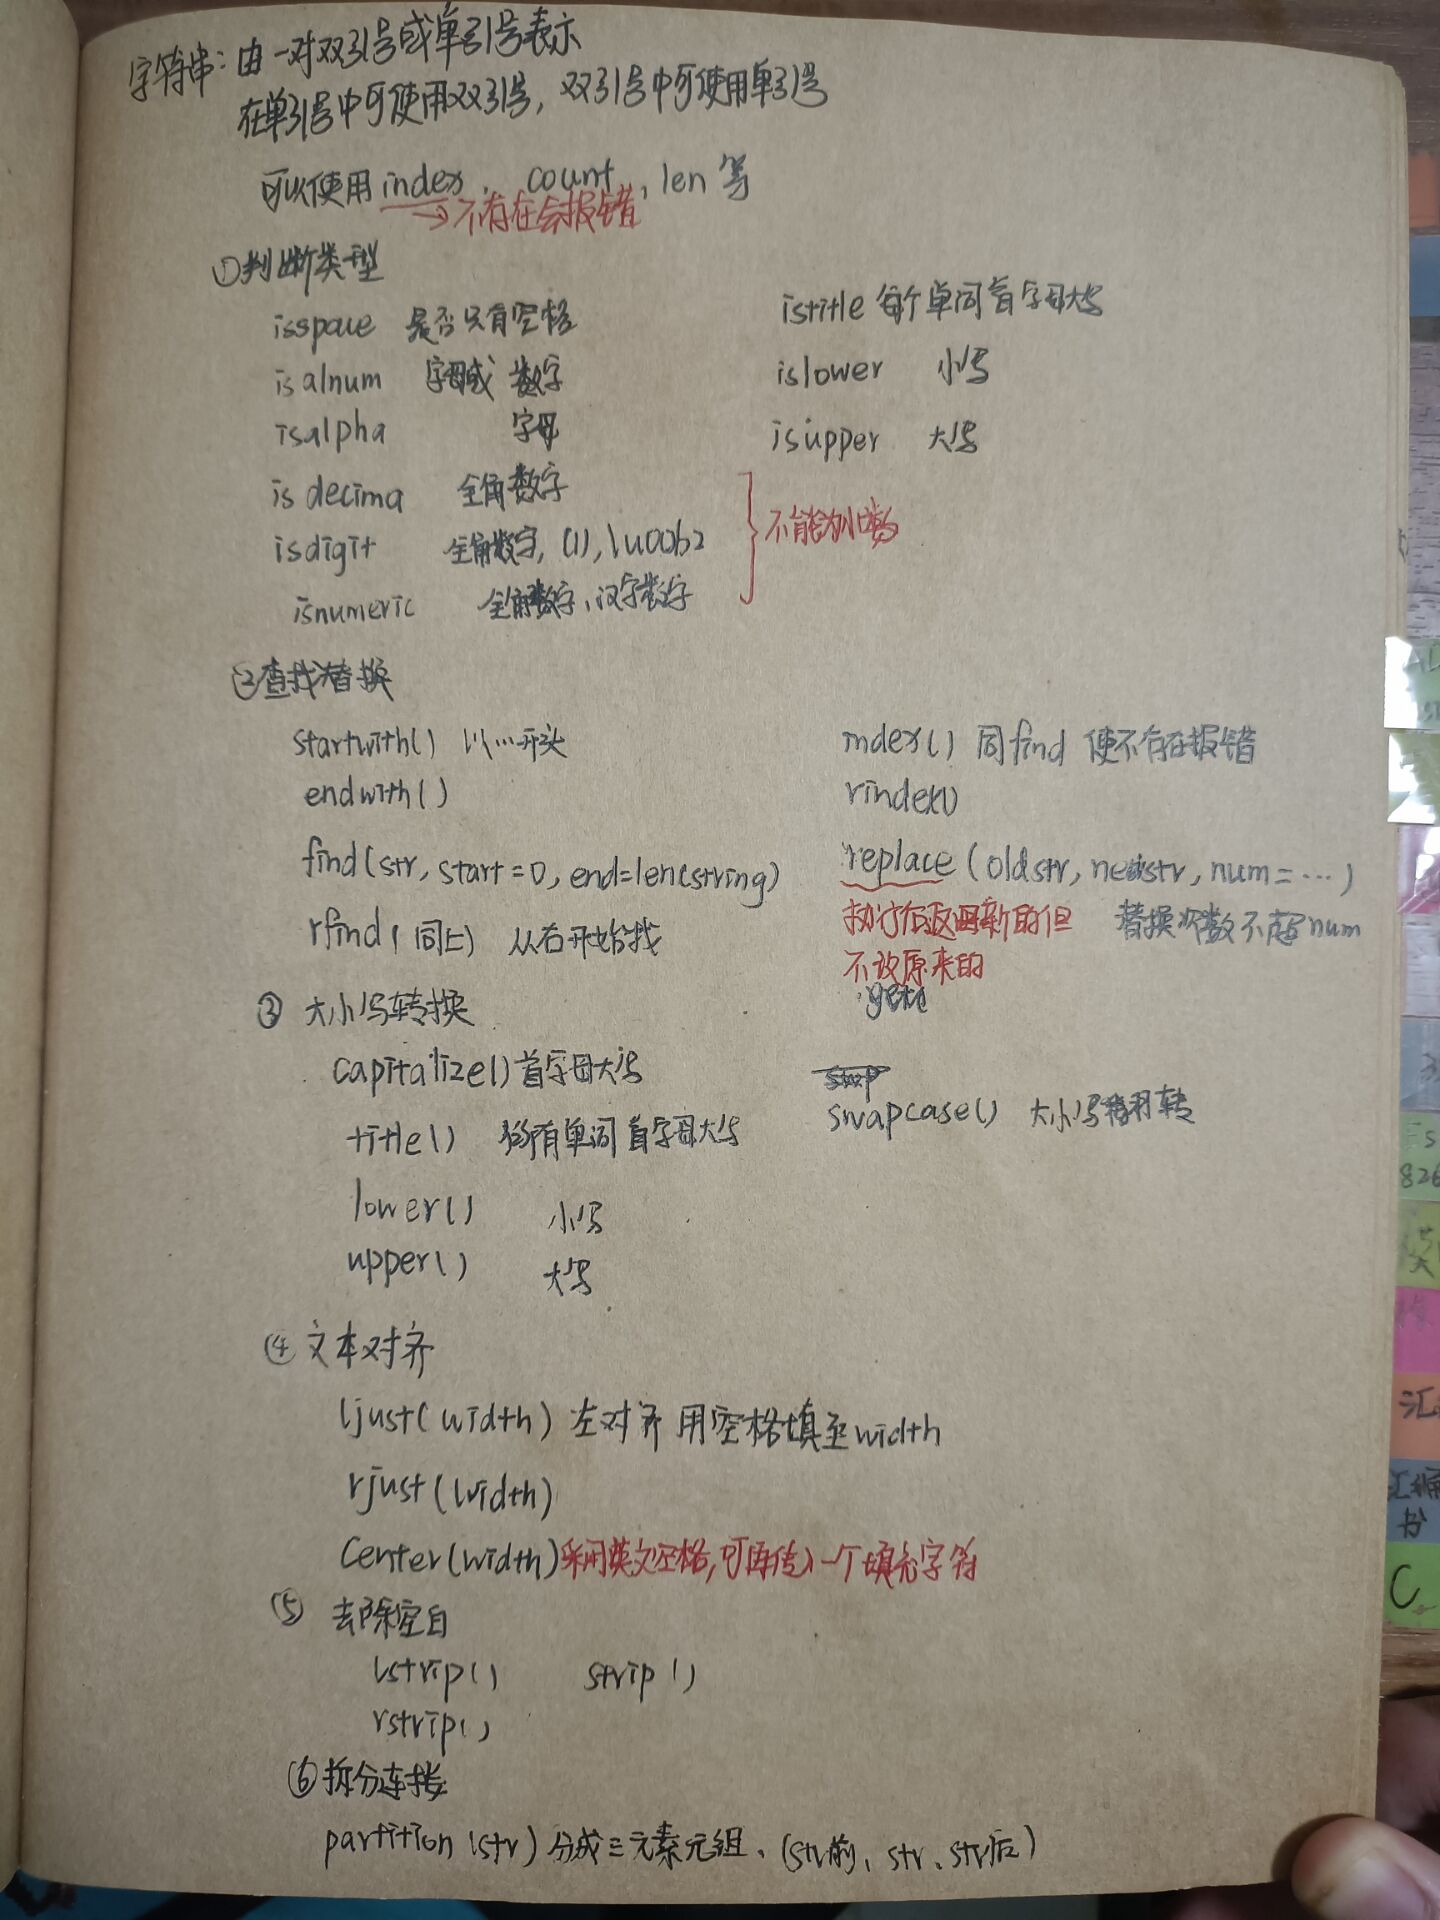 字符串：由一对双引号或单引号表示
在单引号中可使用双引号，双引号中可使用单引号
可以使用index、count、len等
→不存在会报错
①判断类型
isspace 是否只有空格
istitle 每个单词首字母大写
isalnum 字母或数字
islower 小写
isalpha 字母
isupper 大写
isdecima 全角数字
isdigit 全角数字，(1)，\u00b2
不能为小数
isnumeric 全角数字、汉字数字
②查找替换
startwith() 以…开头
index() 同find 但不存在报错
endwith()
rindex()
find(str, start=0, end=len(string)
replace(oldstr, newstr, num=…)
rfind(同上) 从右开始找
执行后返回新的但
替换次数不超num
不改原来的
③ 大小写转换
capitalize() 首字母大写
swapcase() 大小写翻转
title() 所有单词首字母大写
lower() 小写
upper() 大写
④ 文本对齐
ljust(width) 左对齐 用空格填至width
rjust(width)
center(width) 采用英文空格,可再传入一个填充字符
⑤ 去除空白
lstrip() strip()
rstrip()
⑥拆分连接
partition(str) 分成三元素元组、(str前、str、str后)
汇编
书
C